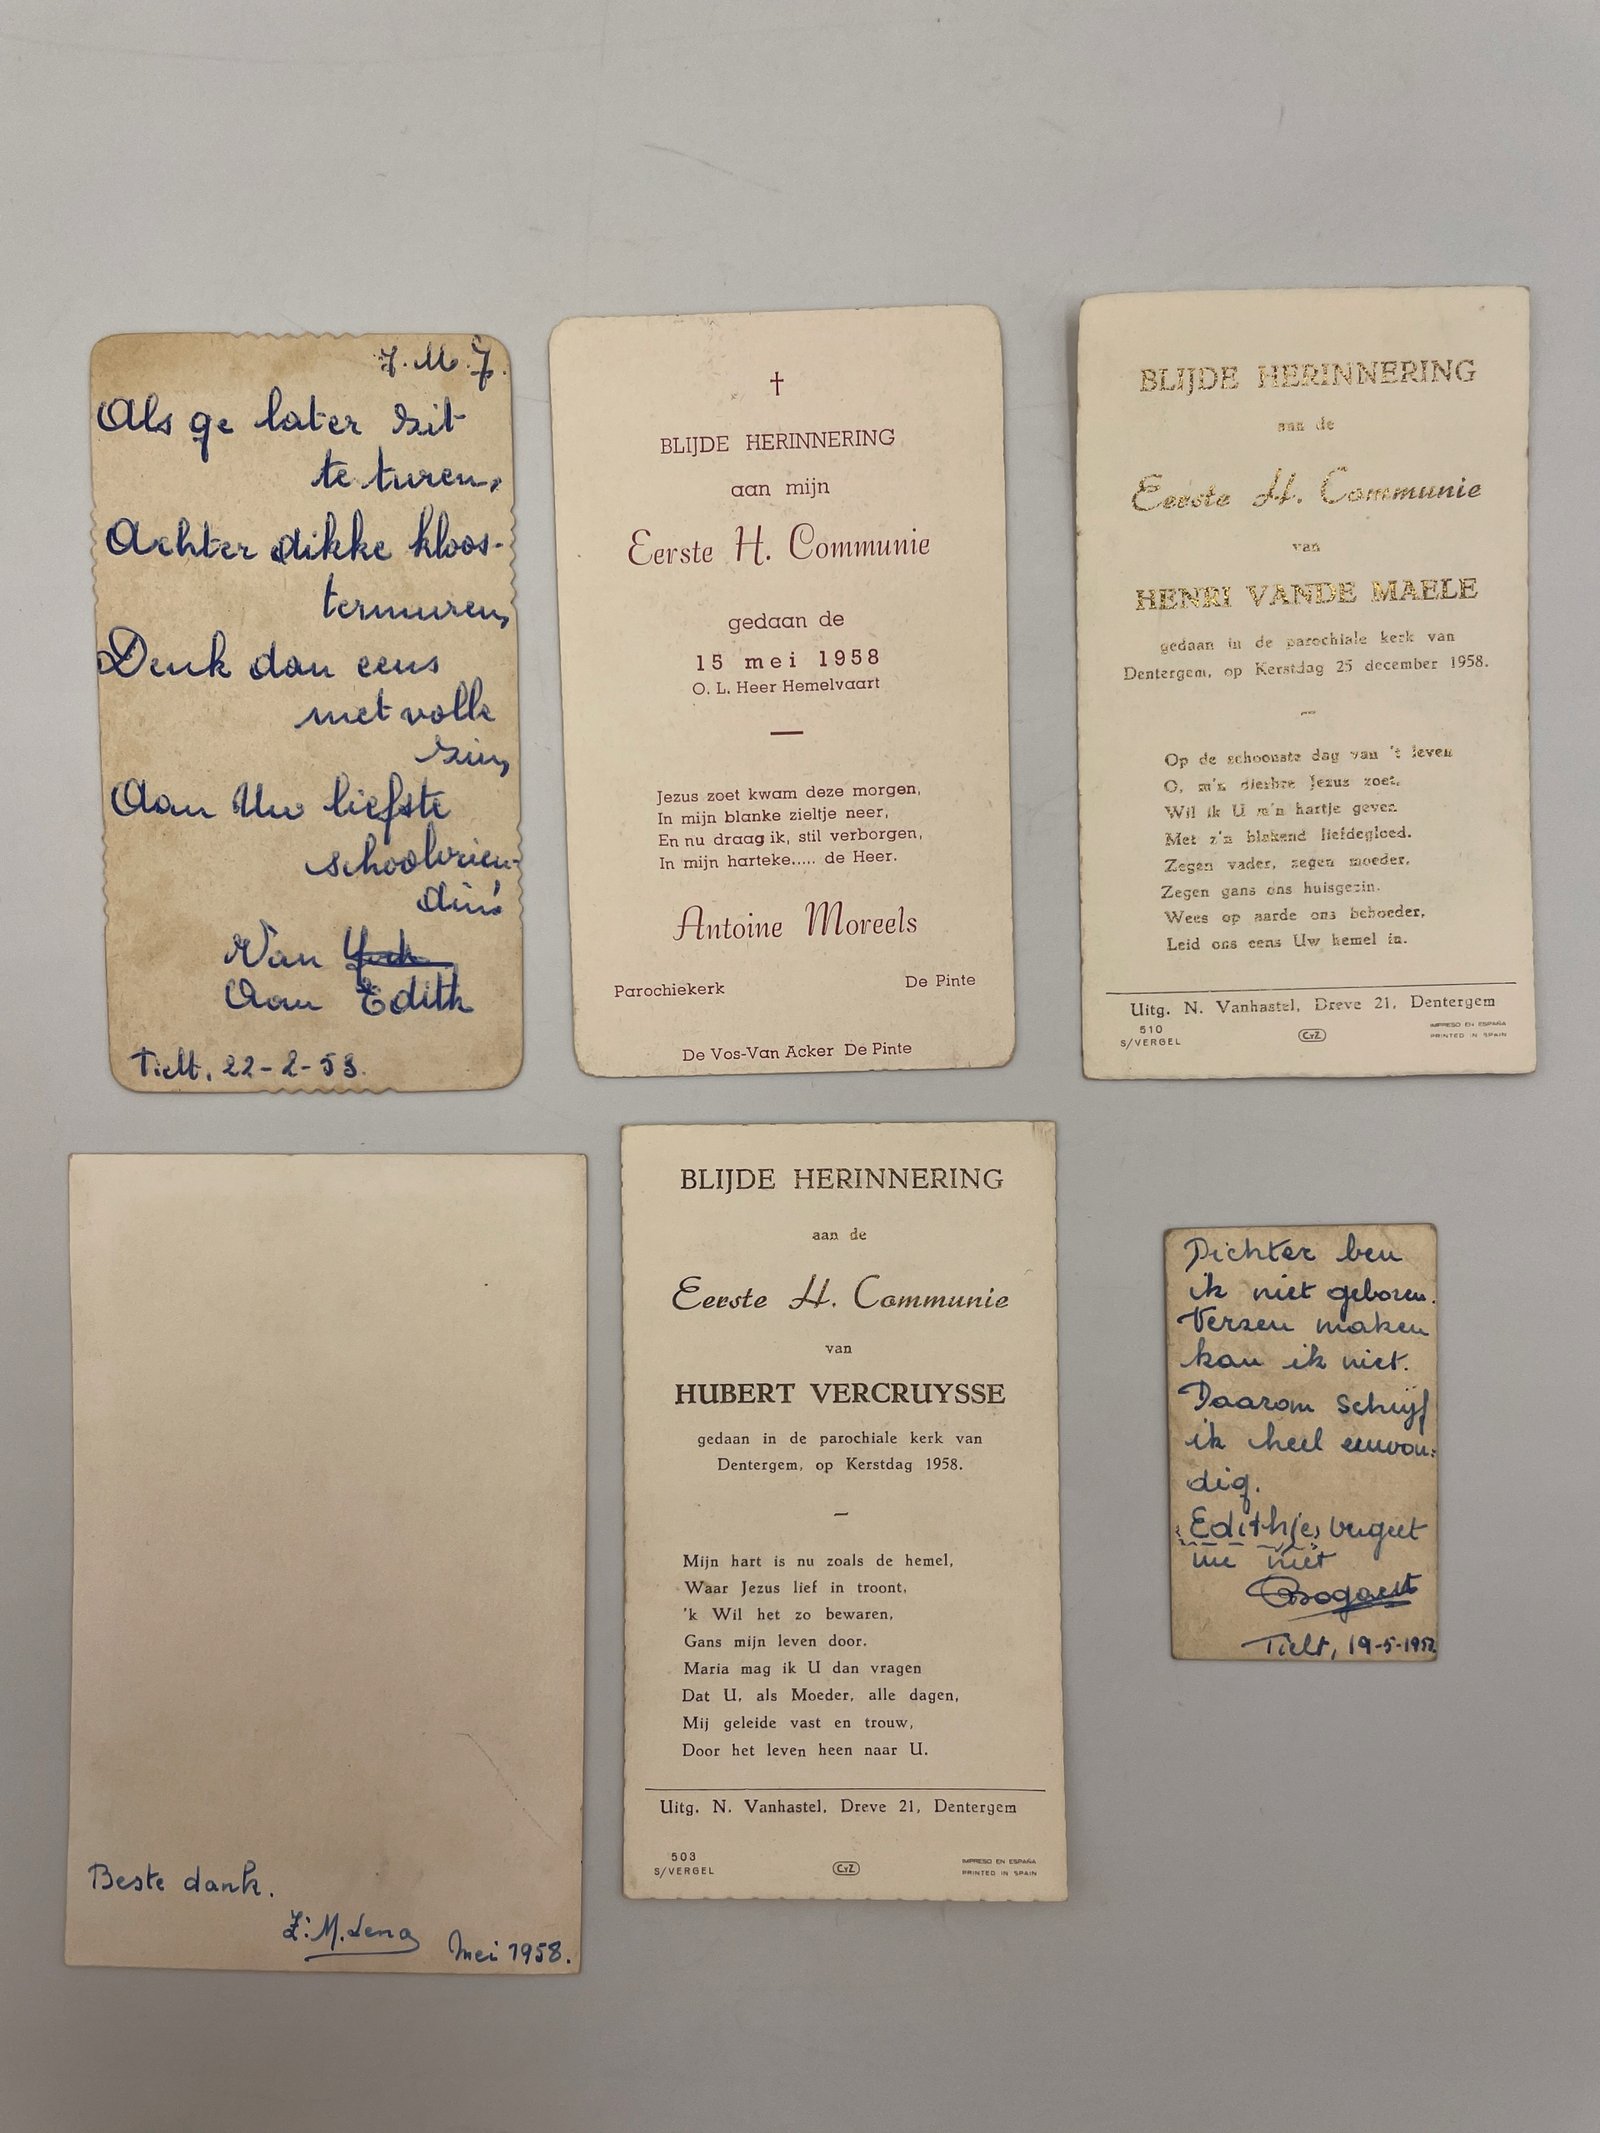 J. M. J.
Als ge later zit
te turen,
Achter dikke kloos-
termuren,
Denk dan eens
met volle
zin,
Aan Uw liefste
schoolvrien-
din!
Van
Aan Edith
Tielt, 22-2-53.
†
BLIJDE HERINNERING
aan mijn
Eerste H. Communie
gedaan de
15 mei 1958
O. L. Heer Hemelvaart
Jezus zoet kwam deze morgen,
In mijn blanke zieltje neer,
En nu draag ik, stil verborgen,
In mijn harteke..... de Heer.
Antoine Moreels
Parochiekerk De Pinte
De Vos-Van Acker De Pinte
BLIJDE HERINNERING
aan de
Eerste H. Communie
van
HENRI VANDE MAELE
gedaan in de parochiale kerk van
Dentergem, op Kerstdag 25 december 1958.
Op de schoonste dag van 't leven
O, m'n dierbre Jezus zoet,
Wil ik U m'n hartje geven
Met z'n blakend liefdegloed.
Zegen vader, zegen moeder,
Zegen gans ons huisgezin.
Wees op aarde ons behoeder,
Leid ons eens Uw hemel in.
Uitg. N. Vanhastel, Dreve 21, Dentergem
510
S/VERGEL
C.y Z.
IMPRESO EN ESPAÑA
PRINTED IN SPAIN
Beste dank.
Z. M. Lena
Mei 1958.
BLIJDE HERINNERING
aan de
Eerste H. Communie
van
HUBERT VERCRUYSSE
gedaan in de parochiale kerk van
Dentergem, op Kerstdag 1958.
Mijn hart is nu zoals de hemel,
Waar Jezus lief in troont,
'k Wil het zo bewaren,
Gans mijn leven door.
Maria mag ik U dan vragen
Dat U, als Moeder, alle dagen,
Mij geleide vast en trouw,
Door het leven heen naar U.
Uitg. N. Vanhastel, Dreve 21, Dentergem
503
S/VERGEL
C.y Z.
IMPRESO EN ESPAÑA
PRINTED IN SPAIN
Dichter ben
ik niet geboren.
Verzen maken
kan ik niet.
Daarom schrijf
ik heel eenvou-
dig.
Edithje, vergeet
me niet
Bogaert
Tielt, 19-5-1952